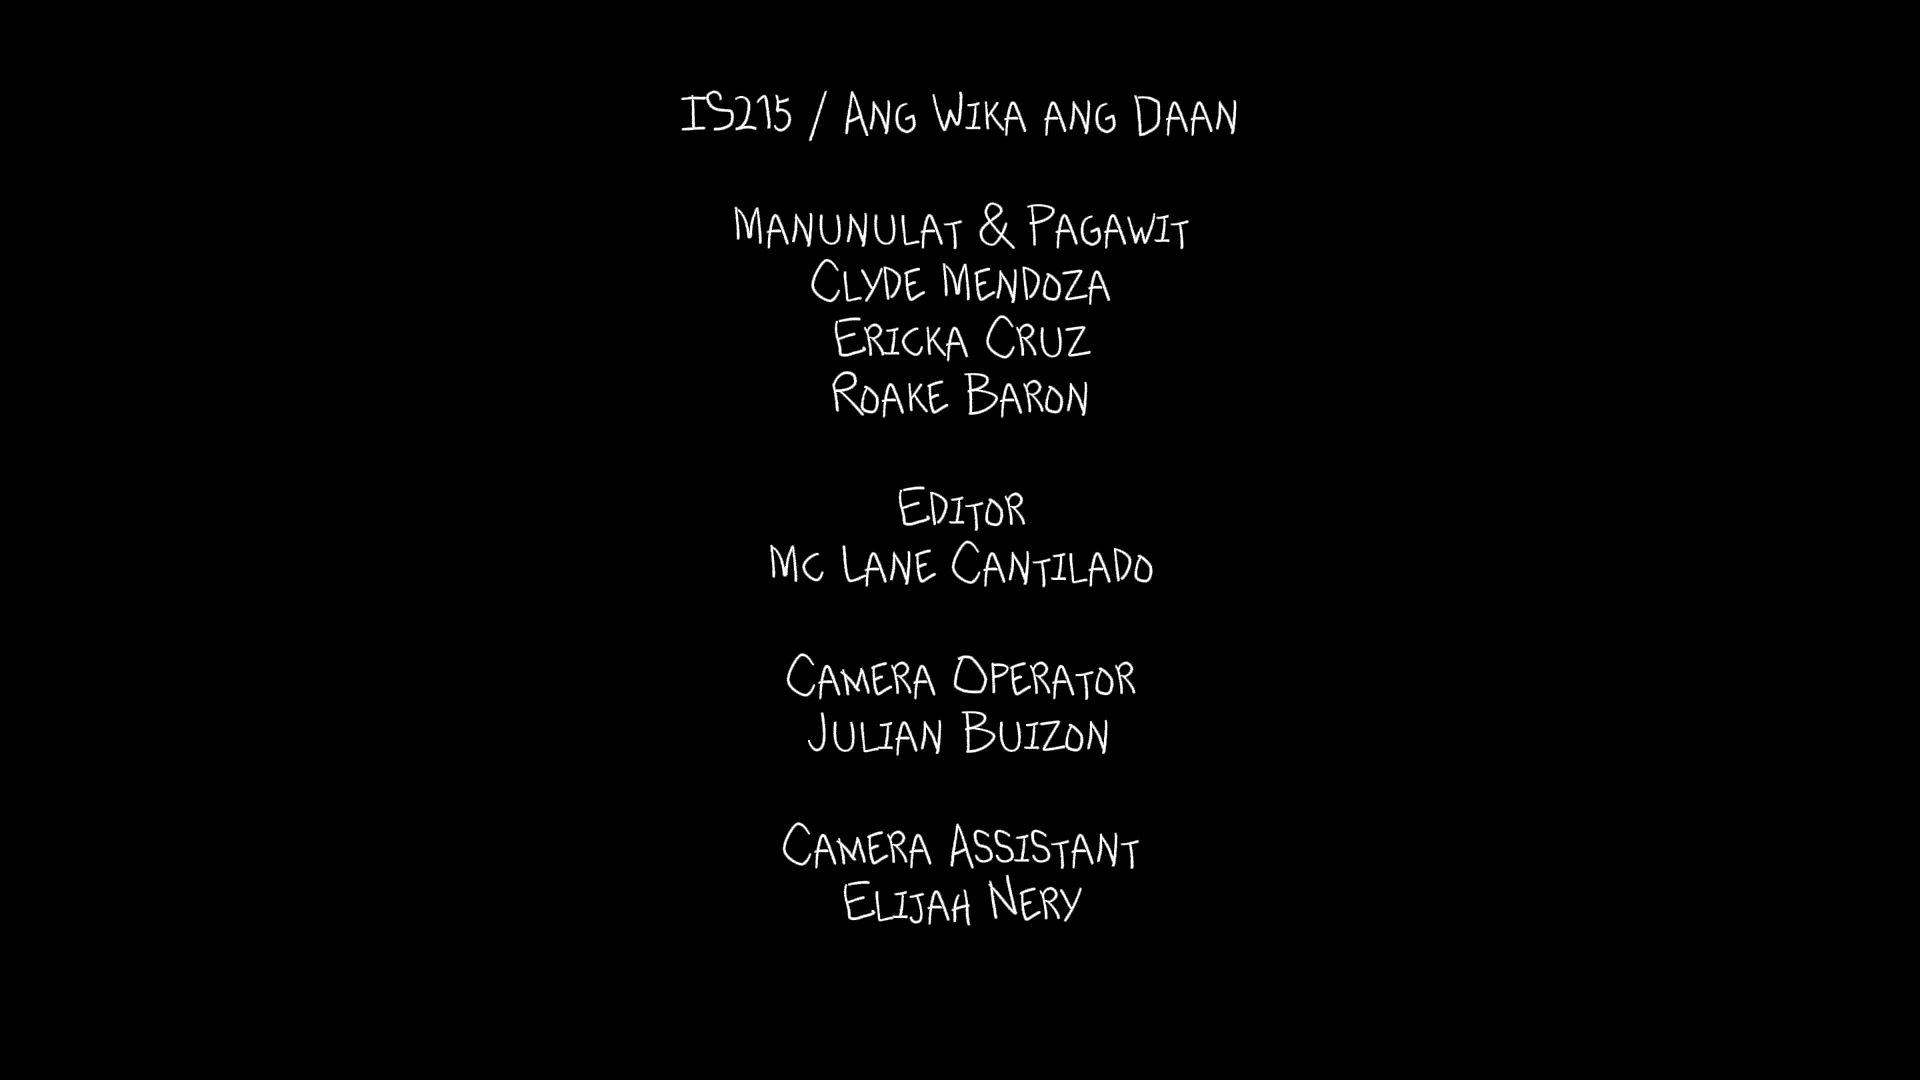 IS215 / Ang Wika ang Daan
Manunulat & Pagawit
Clyde Mendoza
Ericka Cruz
Roake Baron
Editor
Mc Lane Cantilado
Camera Operator
Julian Buizon
Camera Assistant
Elijah Nery